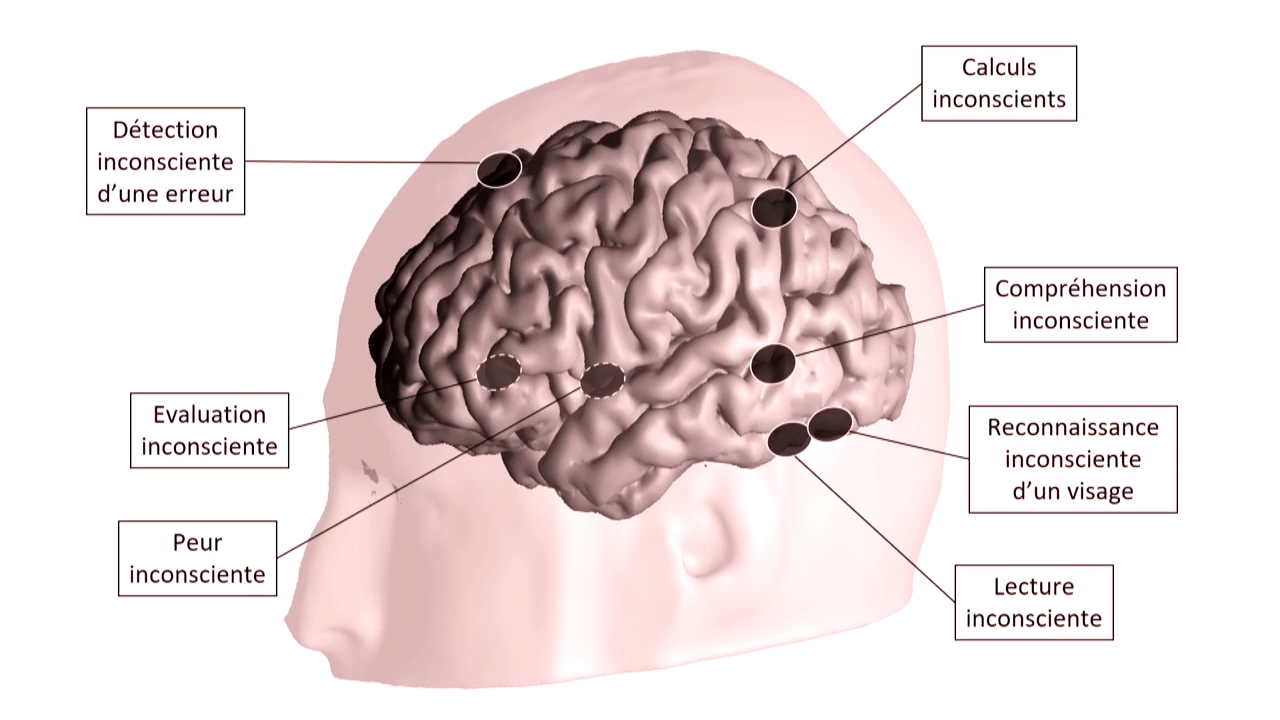 Calculs
inconscients
Détection
inconsciente
d'une erreur
Compréhension
inconsciente
Evaluation
inconsciente
Reconnaissance
inconsciente
d'un visage
Peur
inconsciente
Lecture
inconsciente